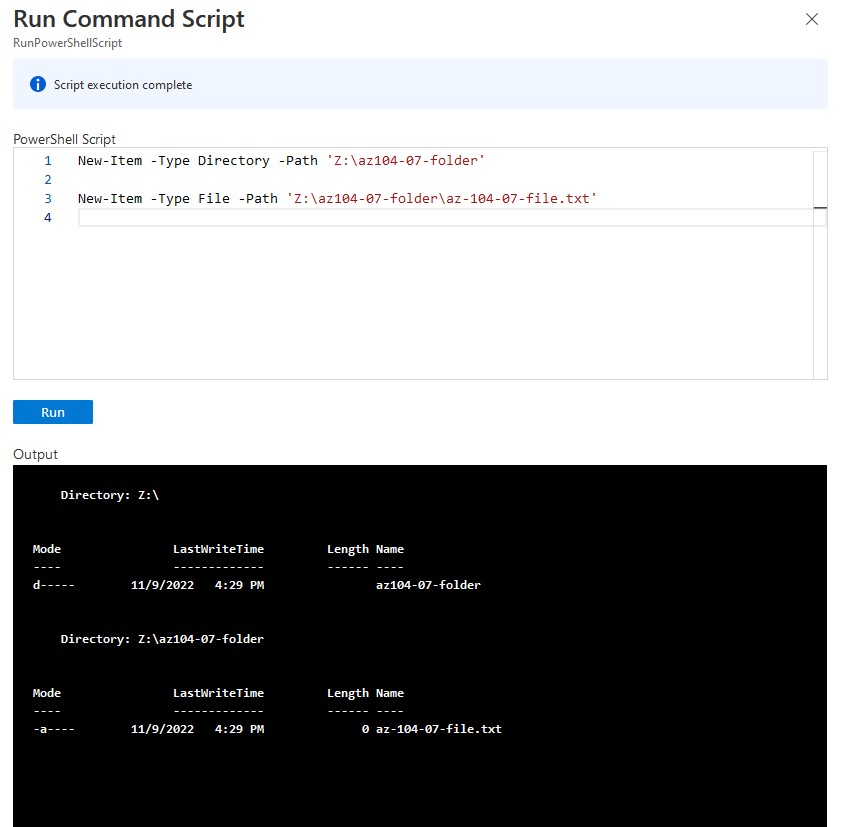 Run Command Script
RunPowerShellScript
Script execution complete
PowerShell Script
1 New-Item -Type Directory -Path 'Z:\az104-07-folder'
2
3 New-Item -Type File -Path 'Z:\az104-07-folder\az-104-07-file.txt'
4
Run
Output
Directory: Z:\
Mode LastWriteTime Length Name
---- ------------- ------ ----
d----- 11/9/2022 4:29 PM az104-07-folder
Directory: Z:\az104-07-folder
Mode LastWriteTime Length Name
---- ------------- ------ ----
-a---- 11/9/2022 4:29 PM 0 az-104-07-file.txt